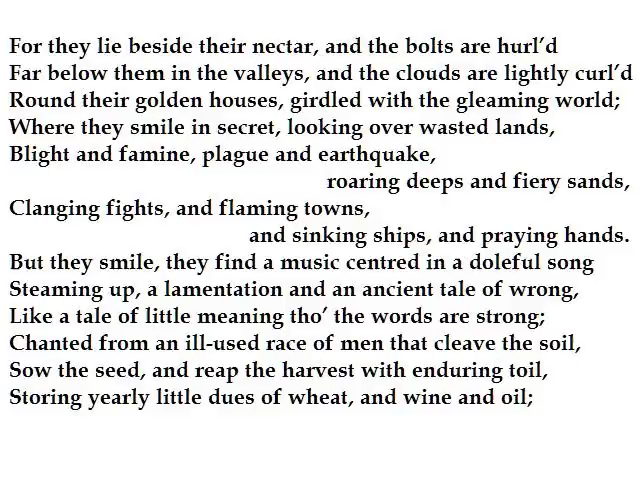 For they lie beside their nectar, and the bolts are hurl’d
Far below them in the valleys, and the clouds are lightly curl’d
Round their golden houses, girdled with the gleaming world;
Where they smile in secret, looking over wasted lands,
Blight and famine, plague and earthquake,
roaring deeps and fiery sands,
Clanging fights, and flaming towns,
and sinking ships, and praying hands.
But they smile, they find a music centred in a doleful song
Steaming up, a lamentation and an ancient tale of wrong,
Like a tale of little meaning tho’ the words are strong;
Chanted from an ill-used race of men that cleave the soil,
Sow the seed, and reap the harvest with enduring toil,
Storing yearly little dues of wheat, and wine and oil;